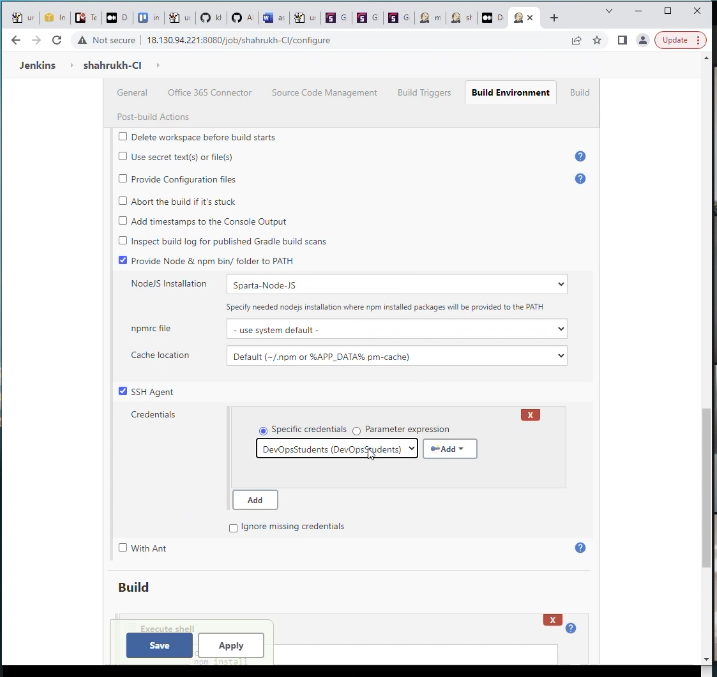 ur
In
Te
D
in
ur
kh
A
as
ur
G
G
G
m
sh
D
Not secure | 18.130.94.221:8080/job/shahrukh-CI/configure
Update
Jenkins
shahrukh-CI
General
Office 365 Connector
Source Code Management
Build Triggers
Build Environment
Build
Post-build Actions
Delete workspace before build starts
Use secret text(s) or file(s)
?
Provide Configuration files
?
Abort the build if it's stuck
Add timestamps to the Console Output
Inspect build log for published Gradle build scans
Provide Node & npm bin/ folder to PATH
NodeJS Installation
Sparta-Node-JS
Specify needed nodejs installation where npm installed packages will be provided to the PATH
npmrc file
- use system default -
Cache location
Default (~/.npm or %APP_DATA% pm-cache)
SSH Agent
Credentials
X
Specific credentials
Parameter expression
DevOpsStudents (DevOpsStudents)
Add
Add
Ignore missing credentials
With Ant
?
Build
X
Execute shell
?
Save
Apply
npm install